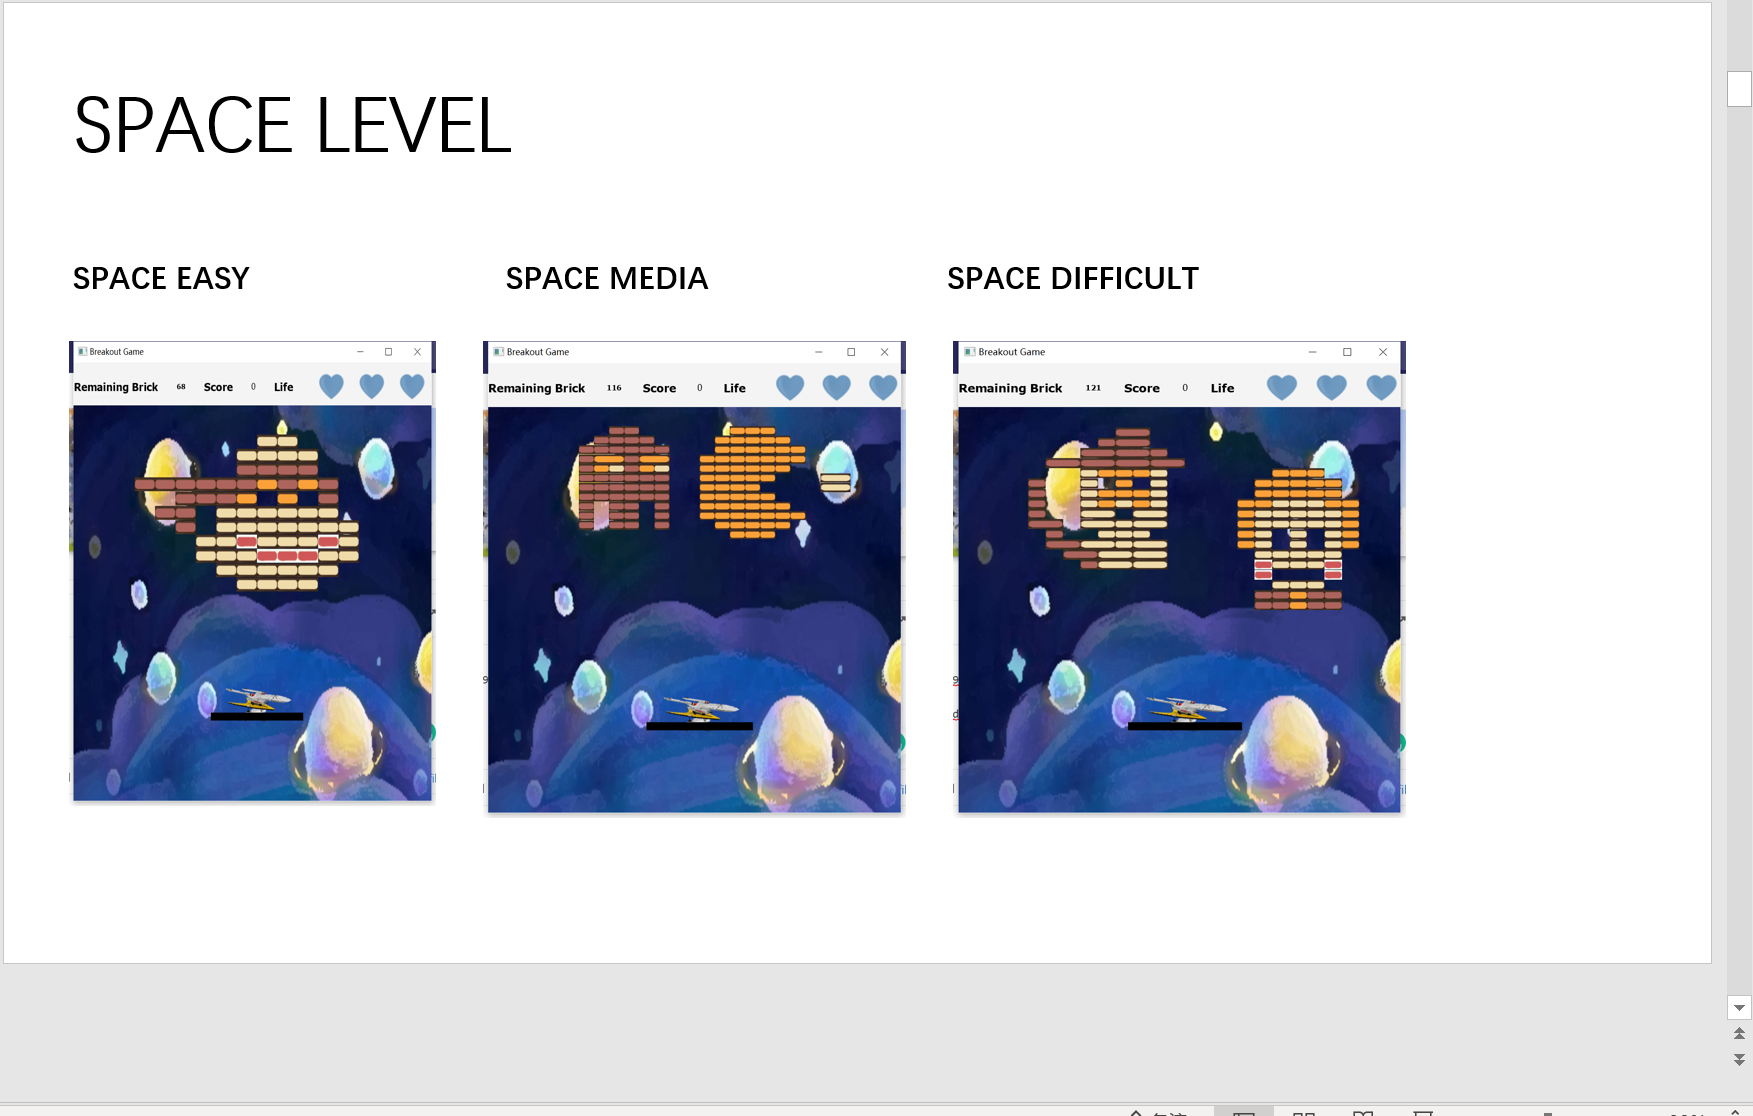 SPACE LEVEL
SPACE EASY
SPACE MEDIA
SPACE DIFFICULT
Breakout Game
Remaining Brick 68 Score 0 Life
Breakout Game
Remaining Brick 116 Score 0 Life
Breakout Game
Remaining Brick 121 Score 0 Life